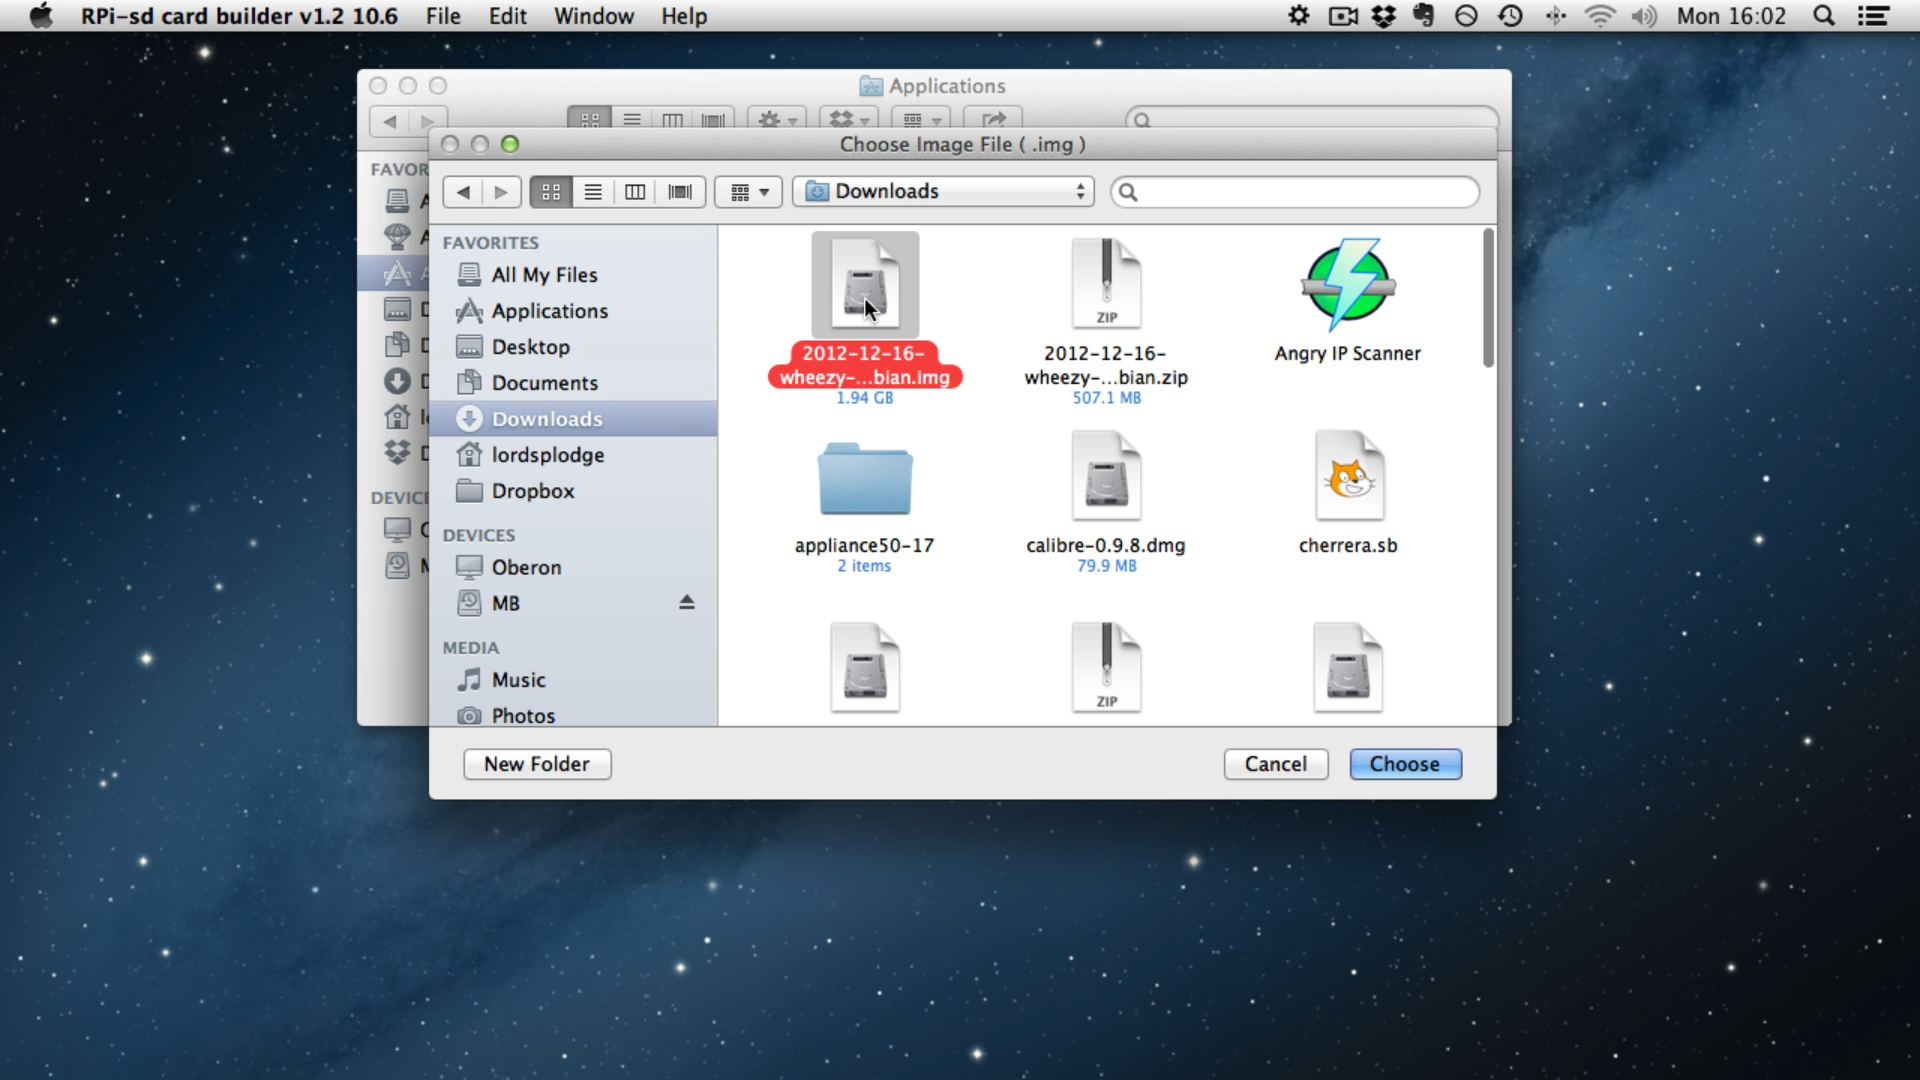 RPi-sd card builder v1.2 10.6 File Edit Window Help Mon 16:02
Applications
Choose Image File ( .img )
Downloads
FAVOR
FAVORITES
All My Files
Applications
Desktop
Documents
Downloads
lordsplodge
Dropbox
DEVICE
DEVICES
Oberon
MB
MEDIA
Music
Photos
2012-12-16-
wheezy-...bian.img
1.94 GB
2012-12-16-
wheezy-...bian.zip
507.1 MB
ZIP
Angry IP Scanner
appliance50-17
2 items
calibre-0.9.8.dmg
79.9 MB
cherrera.sb
ZIP
New Folder
Cancel
Choose